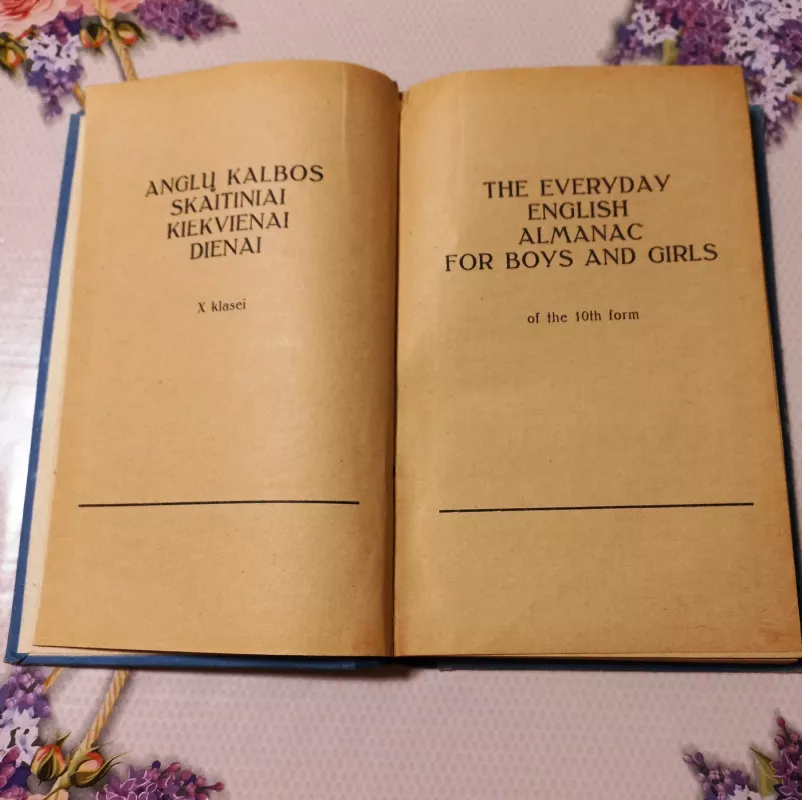 ANGLŲ KALBOS
SKAITINIAI
KIEKVIENAI
DIENAI
X klasei
THE EVERYDAY
ENGLISH
ALMANAC
FOR BOYS AND GIRLS
of the 10th form